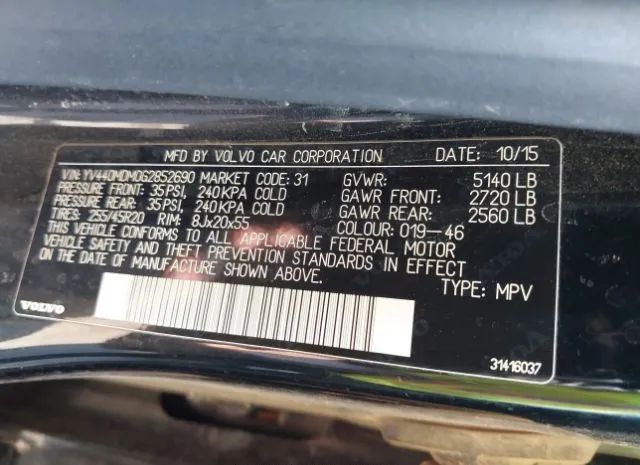 MFD BY VOLVO CAR CORPORATION DATE: 10/15
VIN: YV440MDM0G2852690 MARKET CODE: 31
PRESSURE FRONT: 35PSI, 240KPA COLD
PRESSURE REAR: 35PSI, 240KPA COLD
TIRES: 255/45R20 RIM: 8Jx20x55
GVWR: 5140 LB
GAWR FRONT: 2720 LB
GAWR REAR: 2560 LB
COLOUR: 019-46
THIS VEHICLE CONFORMS TO ALL APPLICABLE FEDERAL MOTOR
VEHICLE SAFETY AND THEFT PREVENTION STANDARDS IN EFFECT
ON THE DATE OF MANUFACTURE SHOWN ABOVE.
TYPE: MPV
VOLVO
31416037